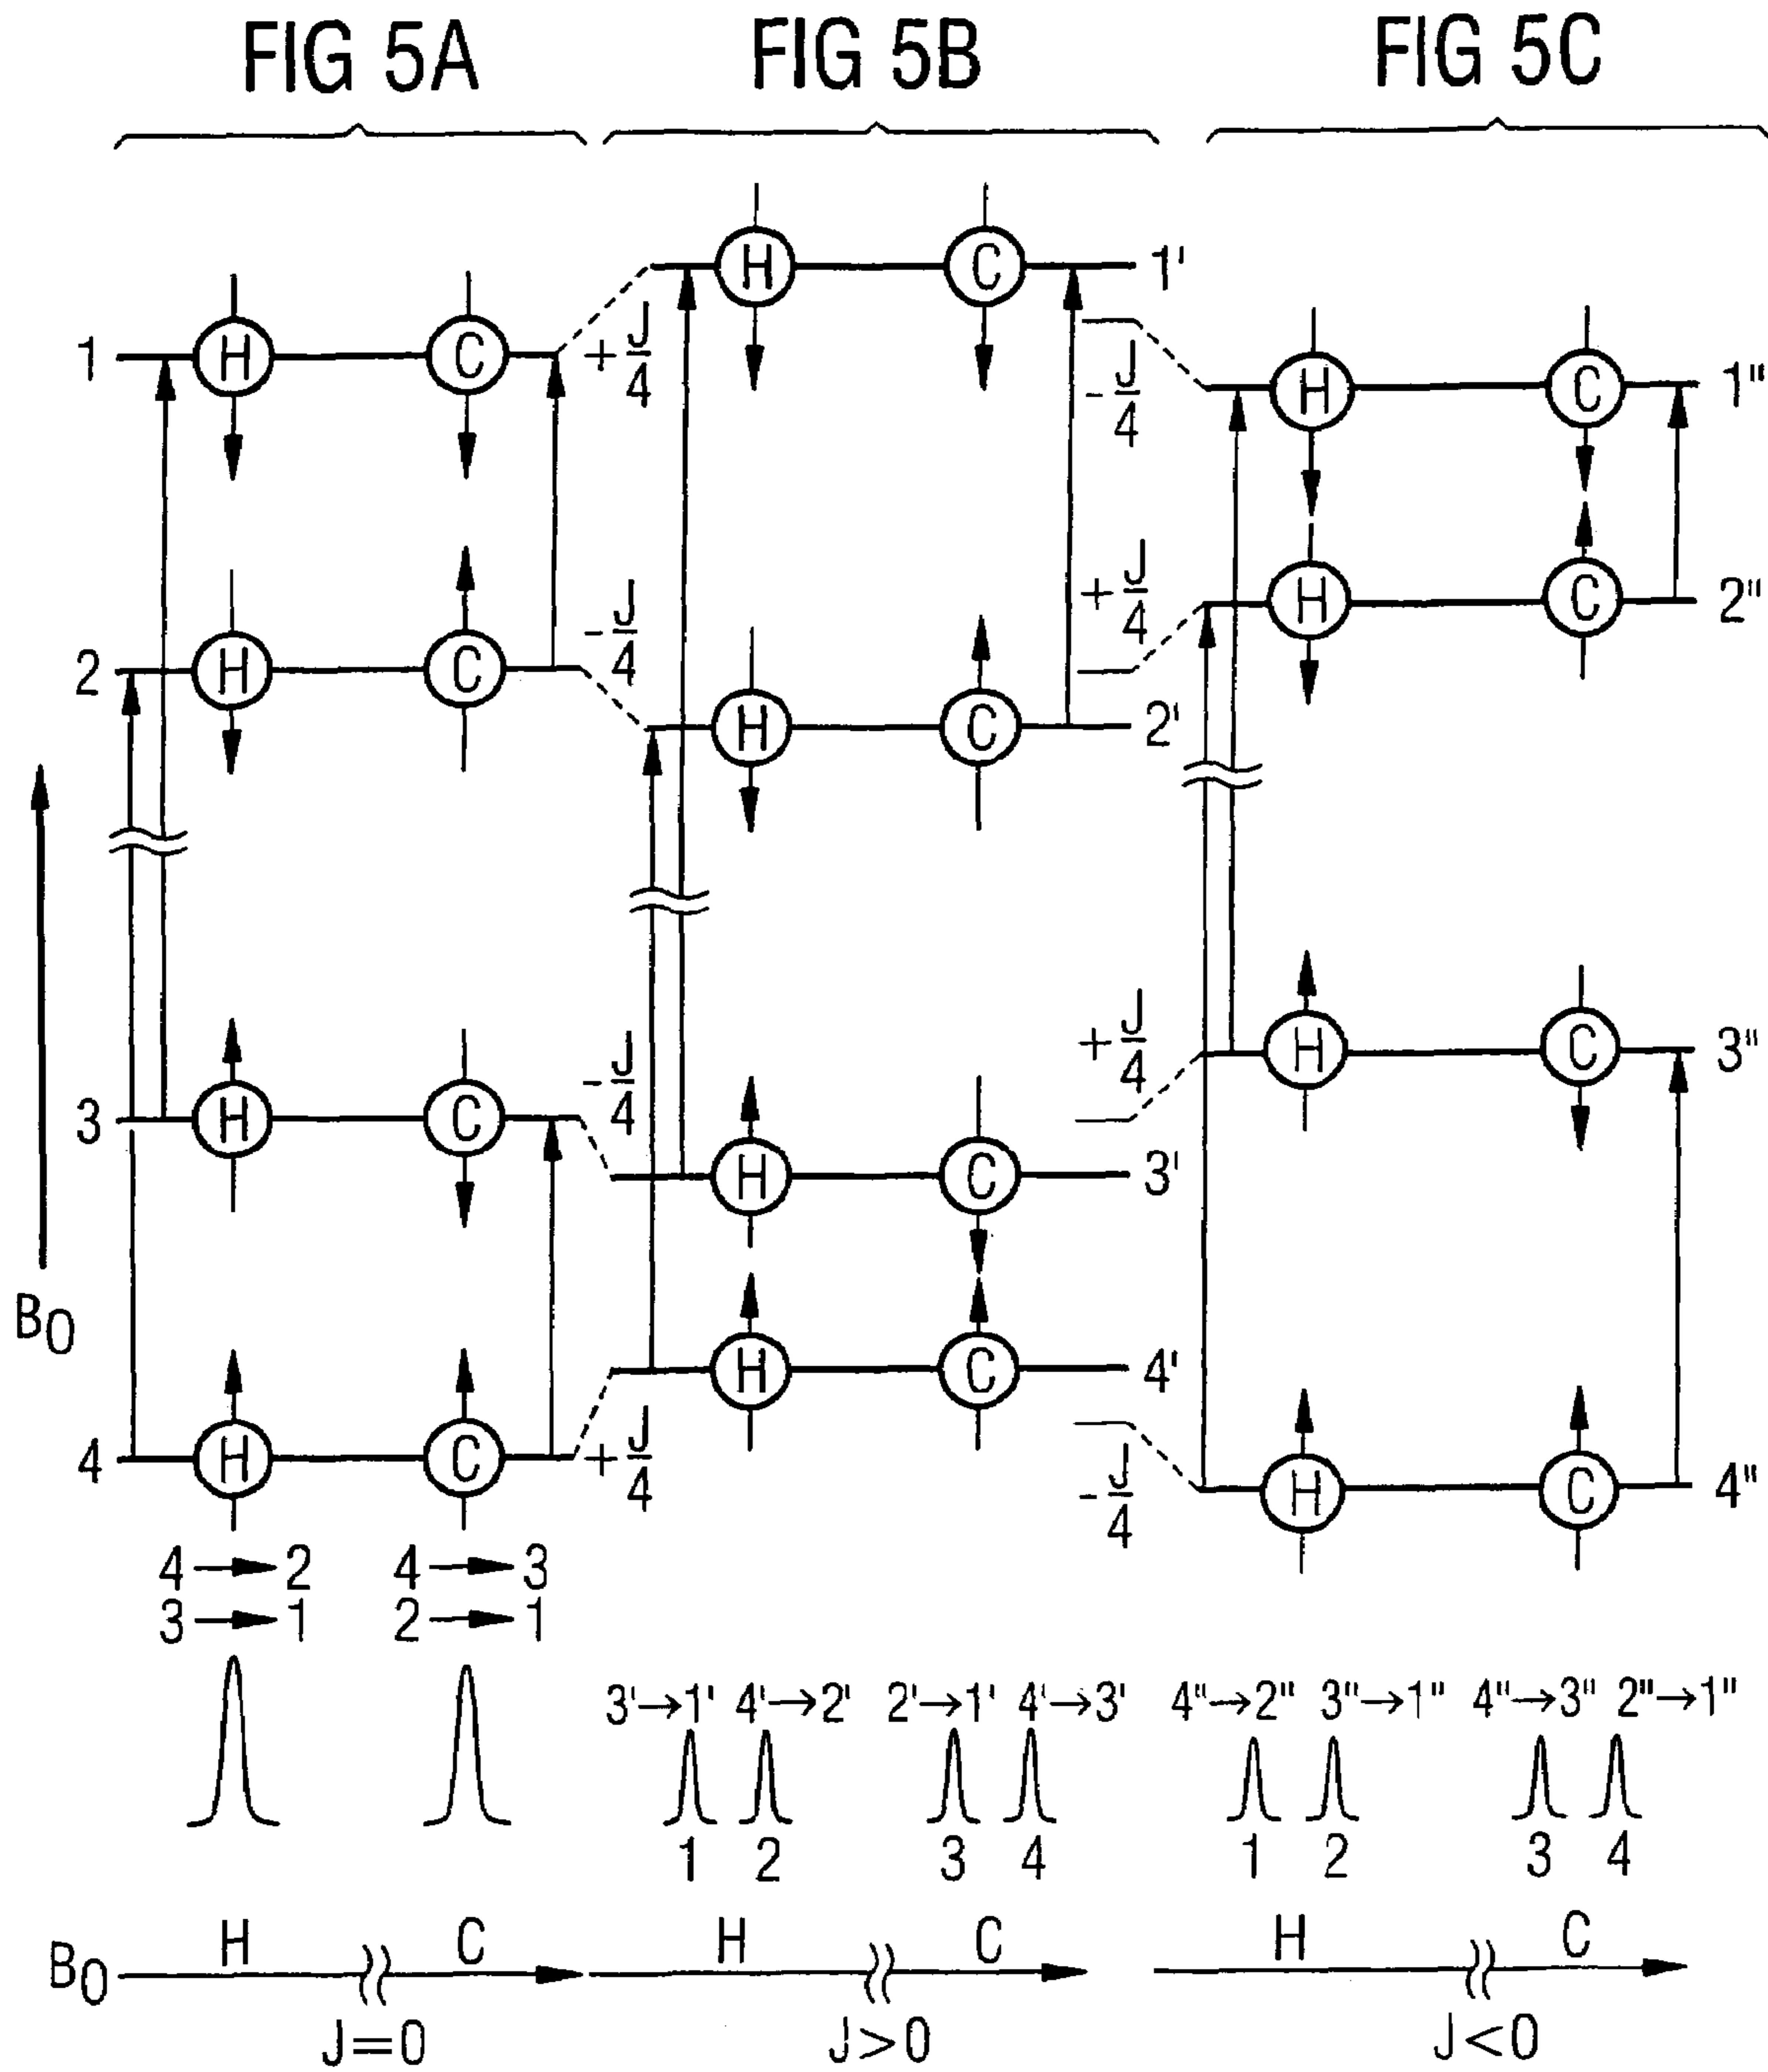 FIG 5A FIG 5B FIG 5C
H C 1'
1 H C
+J/4
-J/4
H C 1"
+J/4
H C 2"
2 H C
-J/4
H C 2'
B0
3 H C
-J/4
H C 3'
+J/4
H C 3"
4 H C
+J/4
H C 4'
-J/4
H C 4"
4→2 4→3
3→1 2→1
3'→1' 4'→2' 2'→1' 4'→3' 4"→2" 3"→1" 4"→3" 2"→1"
1 2 3 4 1 2 3 4
B0 H C H C H C
J=0 J>0 J<0